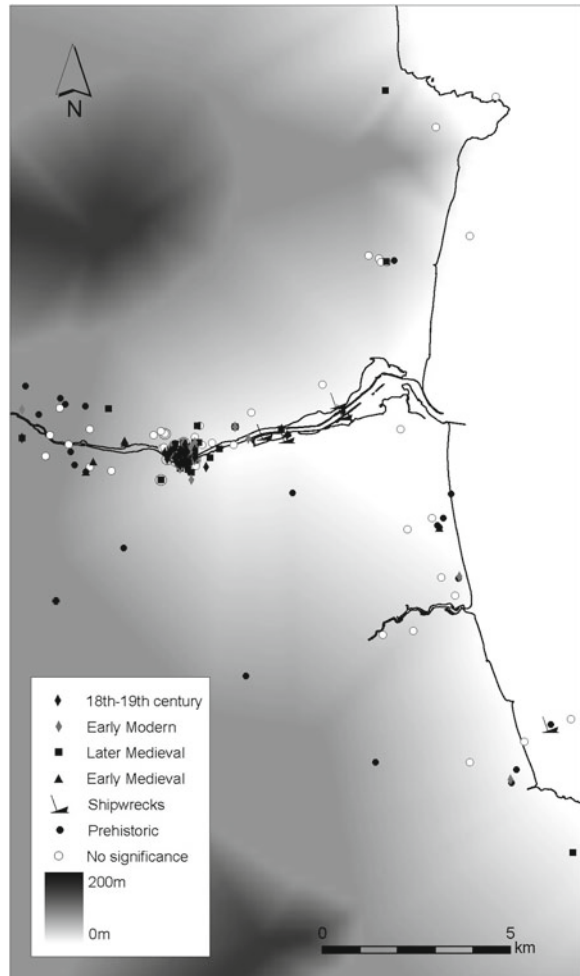 N
18th-19th century
Early Modern
Later Medieval
Early Medieval
Shipwrecks
Prehistoric
No significance
200m
0m
0 5
km